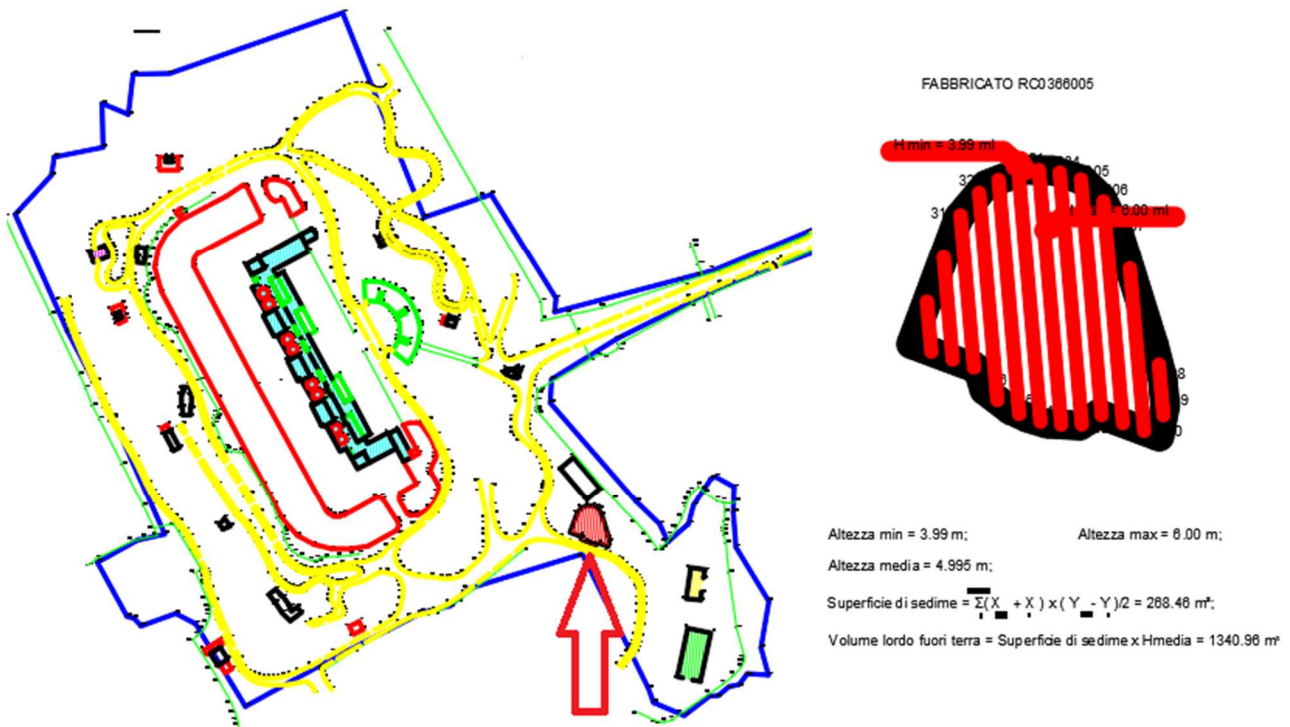 FABBRICATO RC0366005
H min = 3.99 ml
6.00 ml
Altezza min = 3.99 m;
Altezza max = 6.00 m;
Altezza media = 4.995 m;
Superficie di sedime = Σ(X + X ) x ( Y - Y )/2 = 268.46 m²;
Volume lordo fuori terra = Superficie di sedime x Hmedia = 1340.96 m³